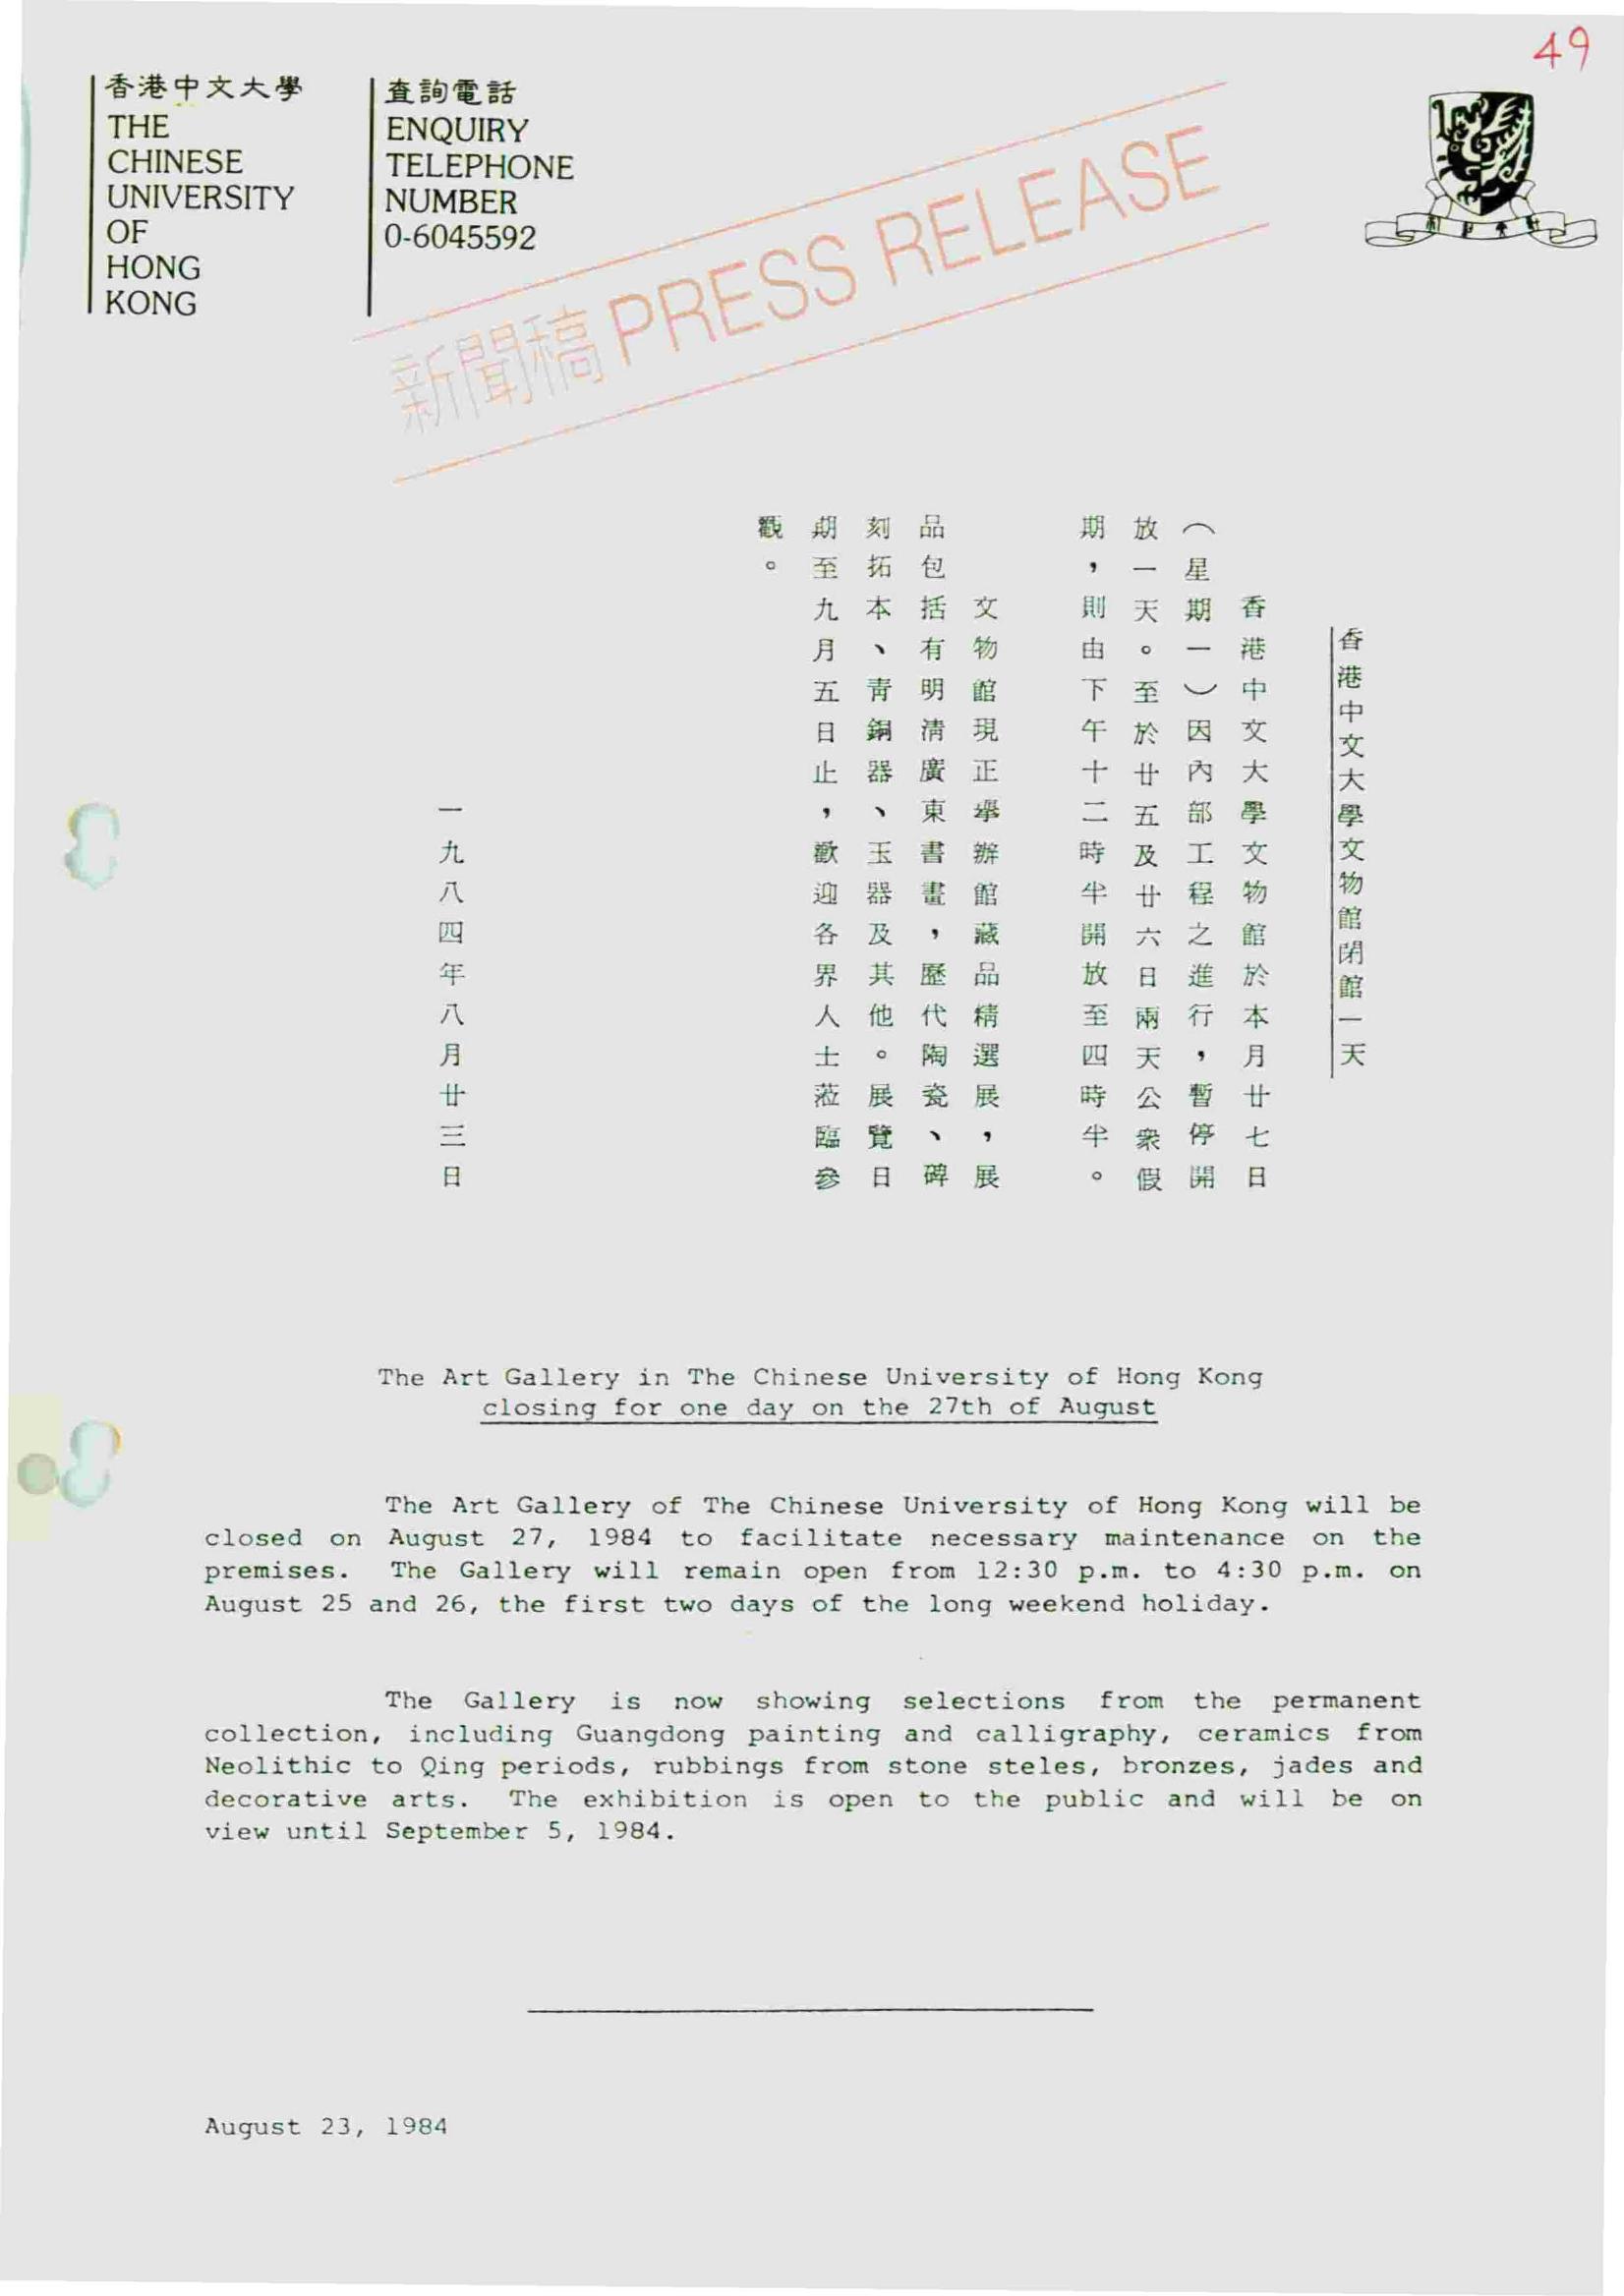 49
香港中文大學
THE
CHINESE
UNIVERSITY
OF
HONG
KONG
查詢電話
ENQUIRY
TELEPHONE
NUMBER
0-6045592
新聞稿 PRESS RELEASE
香港中文大學文物館閉館一天
香港中文大學文物館於本月廿七日
（星期一）因內部工程之進行，暫停開
放一天。至於廿五及廿六日兩天公衆假
期，則由下午十二時半開放至四時半。
文物館現正舉辦館藏品精選展，展
品包括有明清廣東書畫，歷代陶瓷、碑
刻拓本、青銅器、玉器及其他。展覽日
期至九月五日止，歡迎各界人士蒞臨參
觀。
一九八四年八月廿三日
The Art Gallery in The Chinese University of Hong Kong
closing for one day on the 27th of August
The Art Gallery of The Chinese University of Hong Kong will be
closed on August 27, 1984 to facilitate necessary maintenance on the
premises. The Gallery will remain open from 12:30 p.m. to 4:30 p.m. on
August 25 and 26, the first two days of the long weekend holiday.
The Gallery is now showing selections from the permanent
collection, including Guangdong painting and calligraphy, ceramics from
Neolithic to Qing periods, rubbings from stone steles, bronzes, jades and
decorative arts. The exhibition is open to the public and will be on
view until September 5, 1984.
August 23, 1984